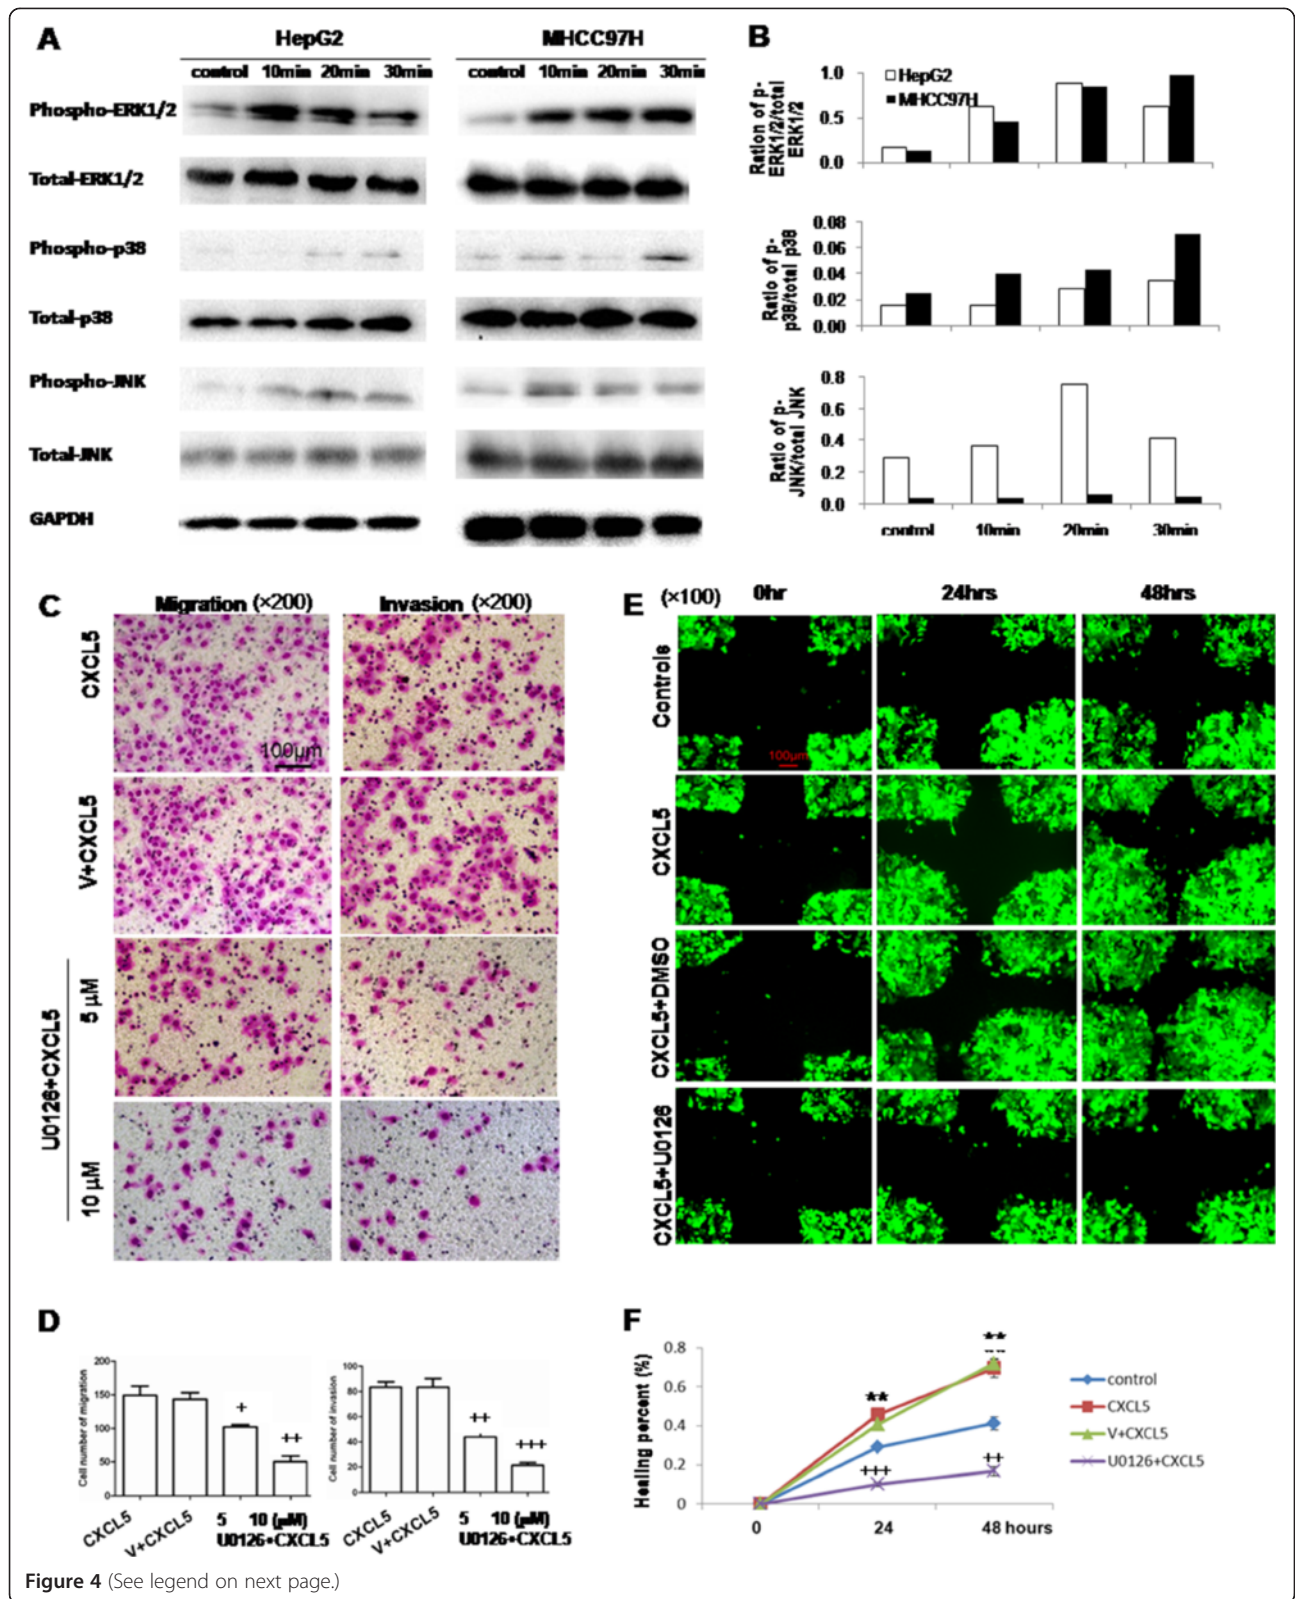 A
HepG2
MHCC97H
control 10min 20min 30min
control 10min 20min 30min
Phospho-ERK1/2
Total-ERK1/2
Phospho-p38
Total-p38
Phospho-JNK
Total-JNK
GAPDH
B
HepG2
MHCC97H
Ration of p-
ERK1/2/total
ERK1/2
1.0
0.5
0.0
Ratio of p-
p38/total p38
0.08
0.06
0.04
0.02
0.00
Ratio of p-
JNK/total JNK
0.8
0.6
0.4
0.2
0.0
control 10min 20min 30min
C
Migration (×200)
Invasion (×200)
CXCL5
100µm
V+CXCL5
U0126+CXCL5
5 µM
10 µM
E
(×100)
0hr
24hrs
48hrs
Controls
100µm
CXCL5
CXCL5+DMSO
CXCL5+U0126
D
Cell number of migration
200
150
100
50
0
+
++
CXCL5
V+CXCL5
5 10 (µM)
U0126+CXCL5
Cell number of invasion
100
80
60
40
20
0
++
+++
CXCL5
V+CXCL5
5 10 (µM)
U0126+CXCL5
F
Healing percent (%)
0.8
0.6
0.4
0.2
0
**
**
+++
++
0 24 48 hours
control
CXCL5
V+CXCL5
U0126+CXCL5
Figure 4 (See legend on next page.)